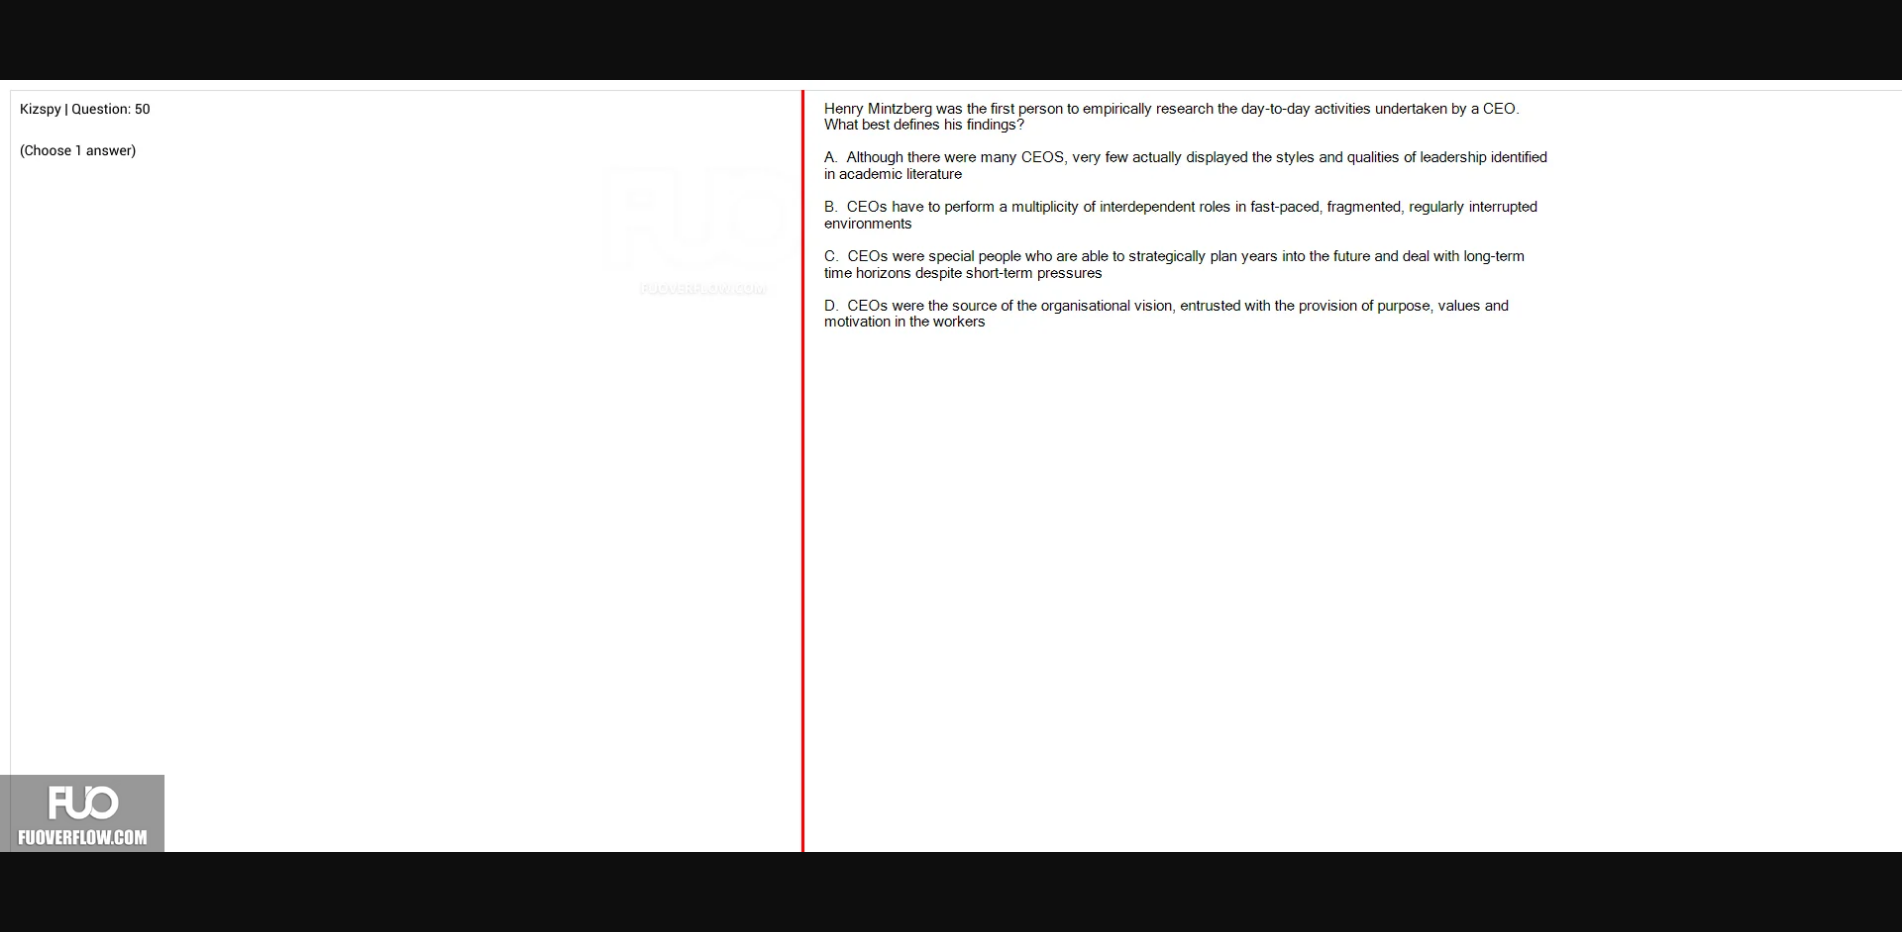 Kizspy | Question: 50
(Choose 1 answer)
Henry Mintzberg was the first person to empirically research the day-to-day activities undertaken by a CEO.
What best defines his findings?
A.  Although there were many CEOS, very few actually displayed the styles and qualities of leadership identified
in academic literature
B.  CEOs have to perform a multiplicity of interdependent roles in fast-paced, fragmented, regularly interrupted
environments
C.  CEOs were special people who are able to strategically plan years into the future and deal with long-term
time horizons despite short-term pressures
D.  CEOs were the source of the organisational vision, entrusted with the provision of purpose, values and
motivation in the workers
FUO
FUOVERFLOW.COM
FUO
FUOVERFLOW.COM